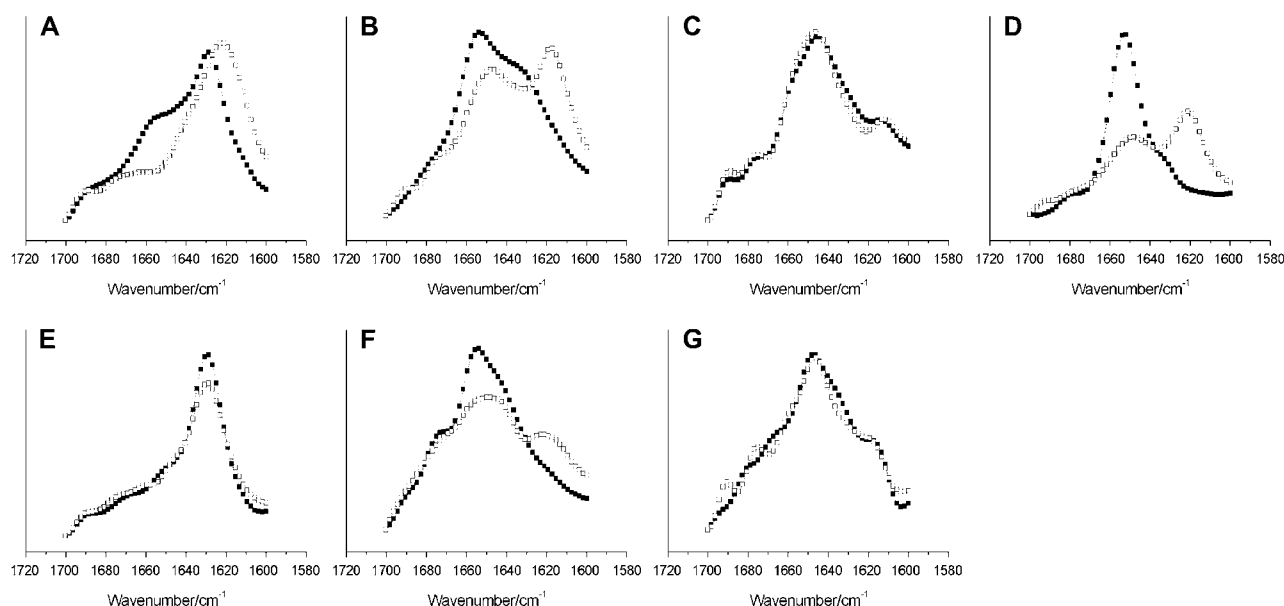 A B C D
1720 1700 1680 1660 1640 1620 1600 1580 1720 1700 1680 1660 1640 1620 1600 1580 1720 1700 1680 1660 1640 1620 1600 1580 1720 1700 1680 1660 1640 1620 1600 1580
Wavenumber/cm-1 Wavenumber/cm-1 Wavenumber/cm-1 Wavenumber/cm-1
E F G
1720 1700 1680 1660 1640 1620 1600 1580 1720 1700 1680 1660 1640 1620 1600 1580 1720 1700 1680 1660 1640 1620 1600 1580
Wavenumber/cm-1 Wavenumber/cm-1 Wavenumber/cm-1